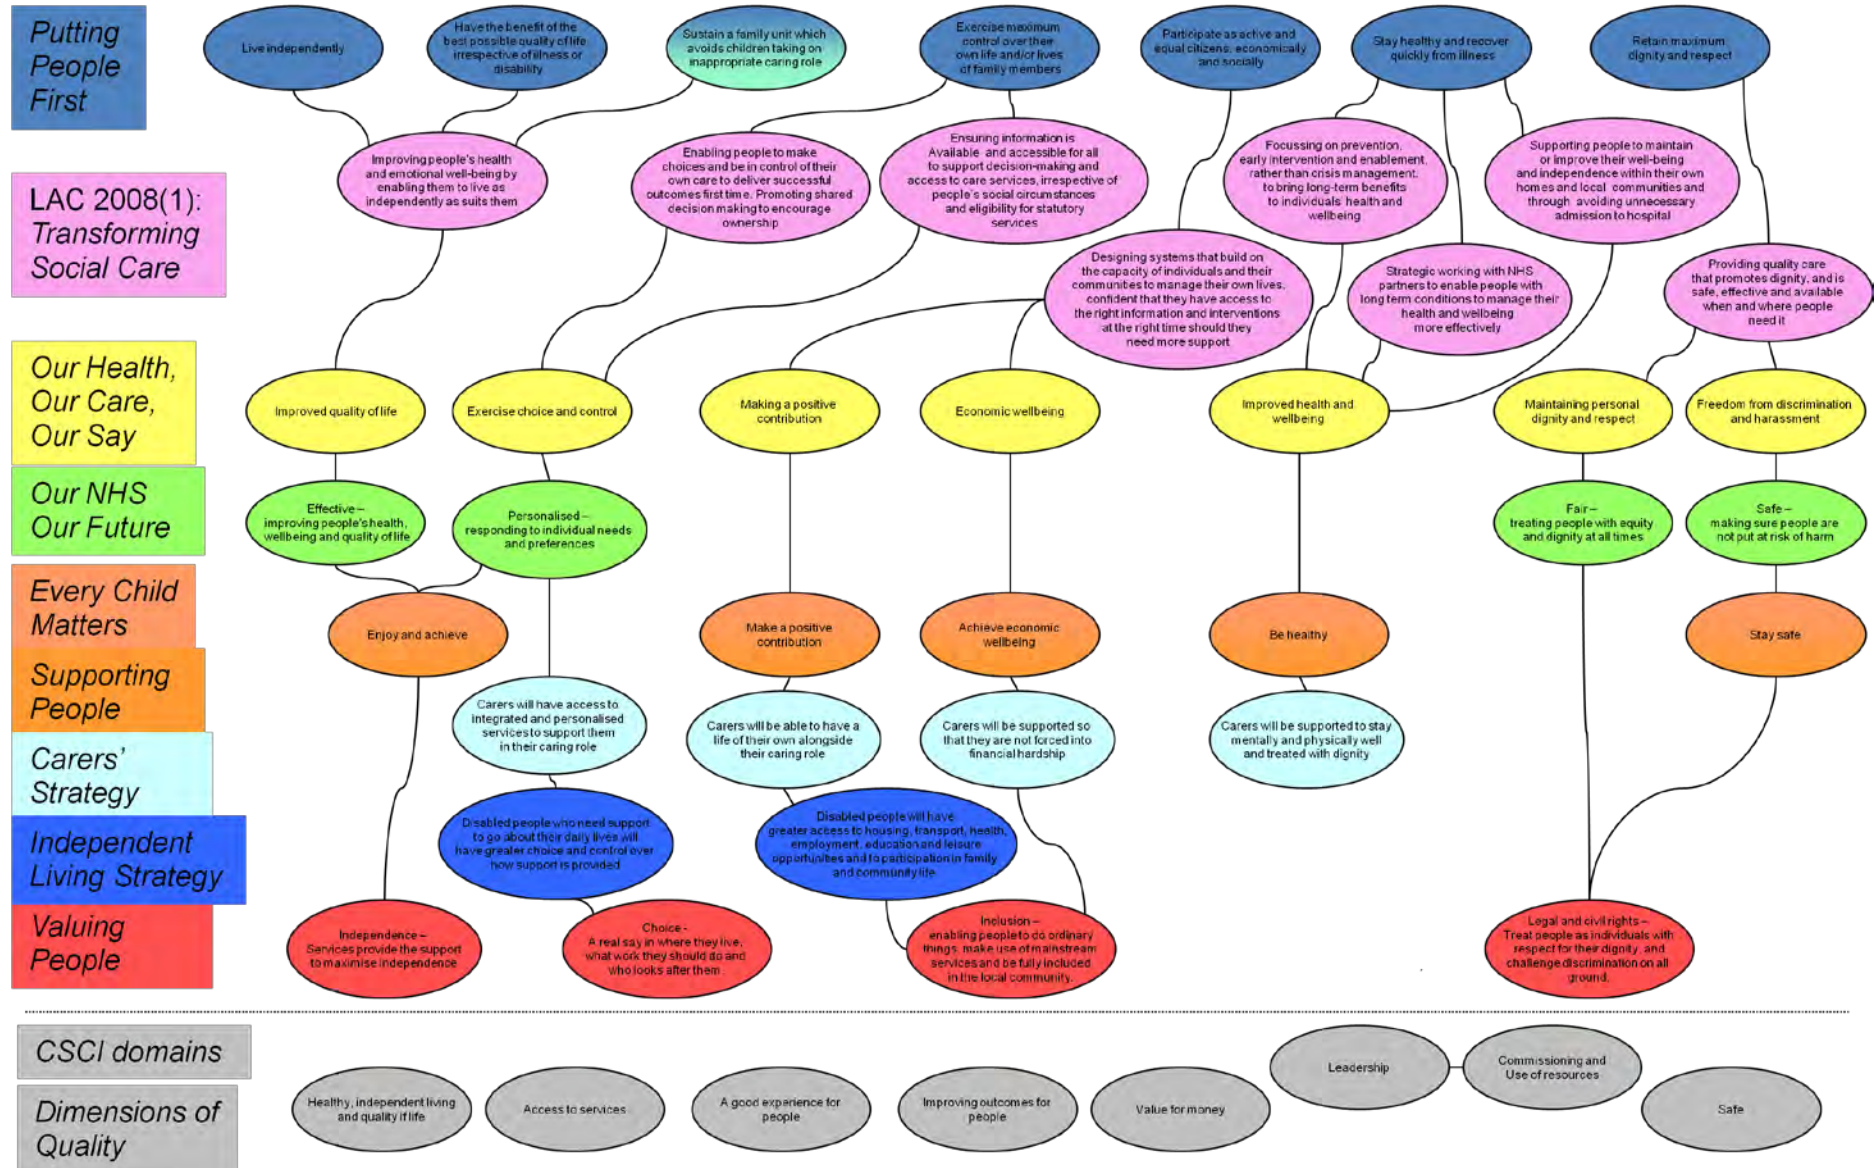 Putting
People
First
Live independently
Have the benefit of the
best possible quality of life
irrespective of illness or
disability
Sustain a family unit which
avoids children taking on
inappropriate caring role
Exercise maximum
control over their
own life and/or lives
of family members
Participate as active and
equal citizens, economically
and socially
Stay healthy and recover
quickly from illness
Retain maximum
dignity and respect
LAC 2008(1):
Transforming
Social Care
Improving people's health
and emotional well-being by
enabling them to live as
independently as suits them
Enabling people to make
choices and be in control of their
own care to deliver successful
outcomes first time. Promoting shared
decision making to encourage
ownership
Ensuring information is
Available and accessible for all
to support decision-making and
access to care services, irrespective of
people's social circumstances
and eligibility for statutory
services
Designing systems that build on
the capacity of individuals and their
communities to manage their own lives,
confident that they have access to
the right information and interventions
at the right time should they
need more support
Focussing on prevention,
early intervention and enablement,
rather than crisis management,
to bring long-term benefits
to individuals' health and
wellbeing
Strategic working with NHS
partners to enable people with
long term conditions to manage their
health and wellbeing
more effectively
Supporting people to maintain
or improve their well-being
and independence within their own
homes and local communities and
through avoiding unnecessary
admission to hospital
Providing quality care
that promotes dignity, and is
safe, effective and available
when and where people
need it
Our Health,
Our Care,
Our Say
Improved quality of life
Exercise choice and control
Making a positive
contribution
Economic wellbeing
Improved health and
wellbeing
Maintaining personal
dignity and respect
Freedom from discrimination
and harassment
Our NHS
Our Future
Effective –
improving people's health,
wellbeing and quality of life
Personalised –
responding to individual needs
and preferences
Fair –
treating people with equity
and dignity at all times
Safe –
making sure people are
not put at risk of harm
Every Child
Matters
Enjoy and achieve
Make a positive
contribution
Achieve economic
wellbeing
Be healthy
Stay safe
Supporting
People
Carers'
Strategy
Carers will have access to
integrated and personalised
services to support them
in their caring role
Carers will be able to have a
life of their own alongside
their caring role
Carers will be supported so
that they are not forced into
financial hardship
Carers will be supported to stay
mentally and physically well
and treated with dignity
Independent
Living Strategy
Disabled people who need support
to go about their daily lives will
have greater choice and control over
how support is provided
Disabled people will have
greater access to housing, transport, health,
employment, education and leisure
opportunities and to participation in family
and community life
Valuing
People
Independence –
Services provide the support
to maximise independence
Choice -
A real say in where they live,
what work they should do and
who looks after them
Inclusion –
enabling people to do ordinary
things, make use of mainstream
services and be fully included
in the local community.
Legal and civil rights –
Treat people as individuals with
respect for their dignity, and
challenge discrimination on all
ground.
CSCI domains
Leadership
Commissioning and
Use of resources
Dimensions of
Quality
Healthy, independent living
and quality if life
Access to services
A good experience for
people
Improving outcomes for
people
Value for money
Safe